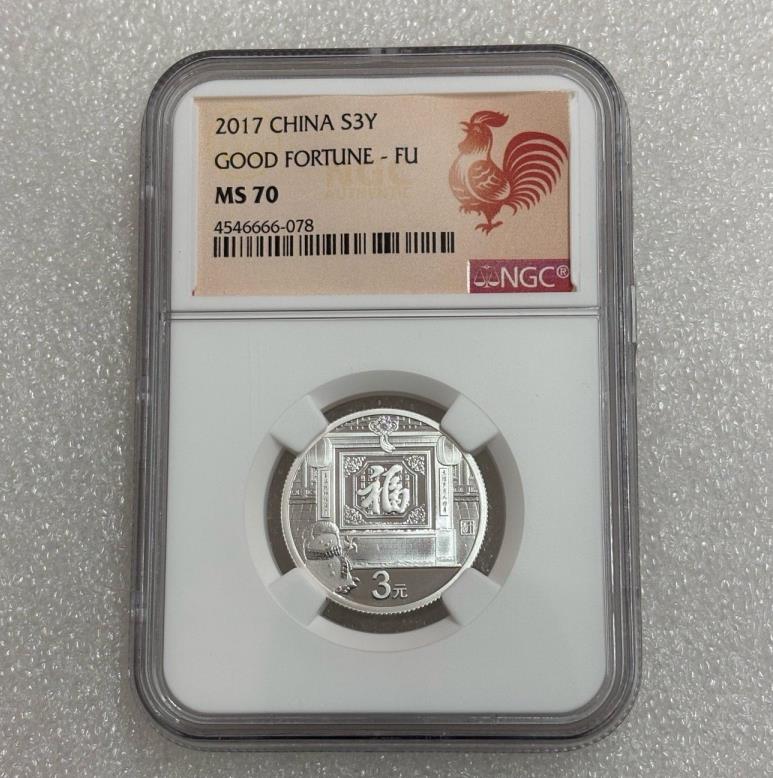 2017 CHINA S3Y
GOOD FORTUNE - FU
MS 70
4546666-078
NGC®
福
3元